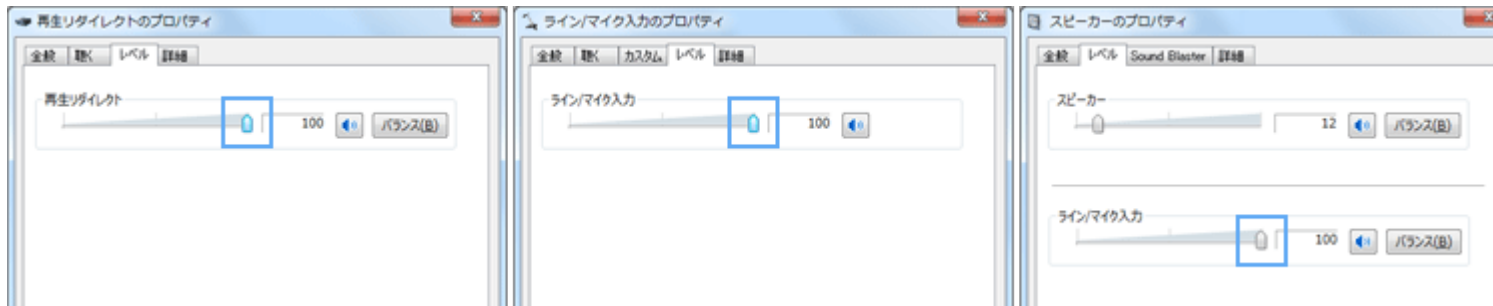 再生リダイレクトのプロパティ
全般 聴く レベル 詳細
再生リダイレクト
100 バランス(B)
ライン/マイク入力のプロパティ
全般 聴く カスタム レベル 詳細
ライン/マイク入力
100
スピーカーのプロパティ
全般 レベル Sound Blaster 詳細
スピーカー
12 バランス(B)
ライン/マイク入力
100 バランス(B)